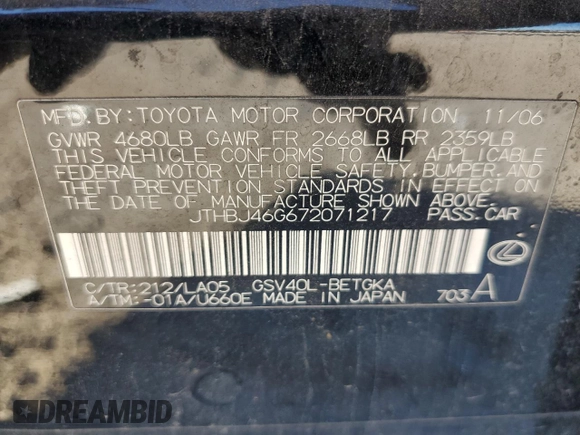 MFD. BY: TOYOTA MOTOR CORPORATION 11/06
GVWR 4680LB GAWR FR 2668LB RR 2359LB
THIS VEHICLE CONFORMS TO ALL APPLICABLE
FEDERAL MOTOR VEHICLE SAFETY, BUMPER, AND
THEFT PREVENTION STANDARDS IN EFFECT ON
THE DATE OF MANUFACTURE SHOWN ABOVE.
JTHBJ46G672071217 PASS. CAR
C/TR: 212/LA05 GSV40L-BETGKA
A/TM: -01A/U660E MADE IN JAPAN 703 A
DREAMBID